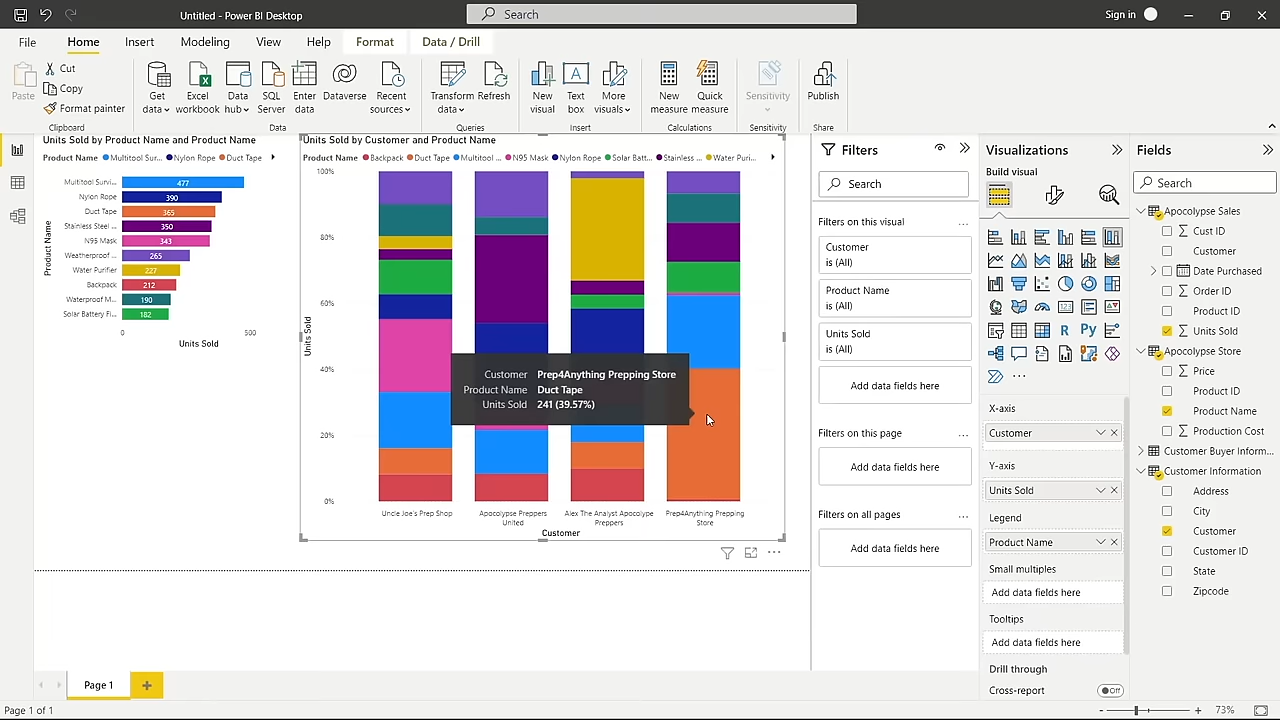 Untitled - Power BI Desktop
Search
Sign in
File Home Insert Modeling View Help Format Data / Drill
Paste
Cut
Copy
Format painter
Clipboard
Get data
Excel workbook
Data hub
SQL Server
Enter data
Dataverse
Recent sources
Data
Transform data
Refresh
Queries
New visual
Text box
More visuals
Insert
New measure
Quick measure
Calculations
Sensitivity
Sensitivity
Publish
Share
Units Sold by Product Name and Product Name
Product Name Multitool Sur... Nylon Rope Duct Tape
Product Name
Multitool Survi... 477
Nylon Rope 390
Duct Tape 365
Stainless Steel ... 350
N95 Mask 343
Weatherproof ... 265
Water Purifier 227
Backpack 212
Waterproof M... 190
Solar Battery Fl... 182
0 500
Units Sold
Units Sold by Customer and Product Name
Product Name Backpack Duct Tape Multitool ... N95 Mask Nylon Rope Solar Batt... Stainless ... Water Puri...
Units Sold
100%
80%
60%
40%
20%
0%
Customer Prep4Anything Prepping Store
Product Name Duct Tape
Units Sold 241 (39.57%)
Uncle Joe's Prep Shop
Apocolypse Preppers United
Alex The Analyst Apocolype Preppers
Prep4Anything Prepping Store
Customer
Filters
Search
Filters on this visual ...
Customer
is (All)
Product Name
is (All)
Units Sold
is (All)
Add data fields here
Filters on this page ...
Add data fields here
Filters on all pages ...
Add data fields here
Visualizations
Build visual
R Py
...
X-axis
Customer
Y-axis
Units Sold
Legend
Product Name
Small multiples
Add data fields here
Tooltips
Add data fields here
Drill through
Cross-report Off
Fields
Search
Apocolypse Sales
Cust ID
Customer
Date Purchased
Order ID
Product ID
Units Sold
Apocolypse Store
Price
Product ID
Product Name
Production Cost
Customer Buyer Inform...
Customer Information
Address
City
Customer
Customer ID
State
Zipcode
Page 1
Page 1 of 1
73%